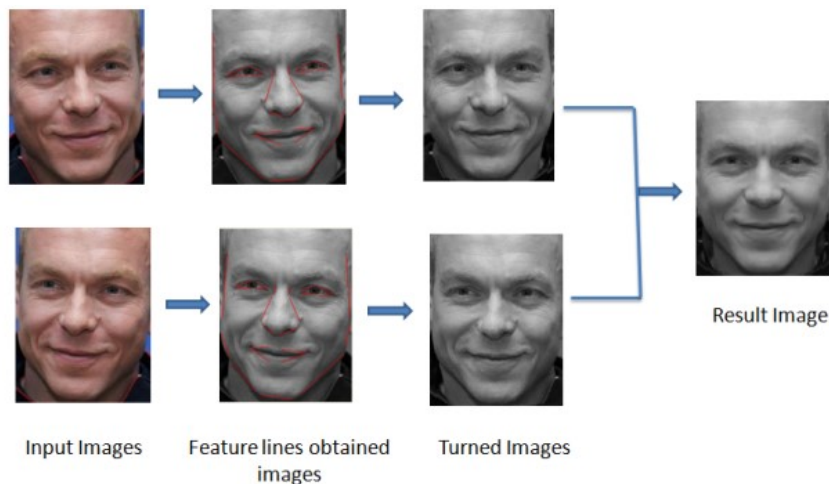 Result Image
Input Images
Feature lines obtained
images
Turned Images